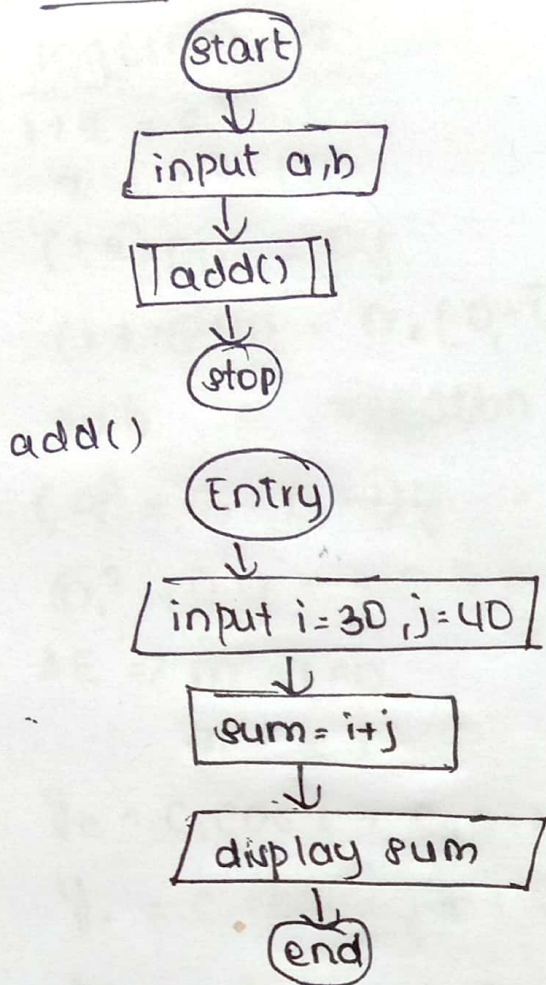 start
input a,b
add()
stop
add()
Entry
input i=30, j=40
sum= i+j
display sum
end